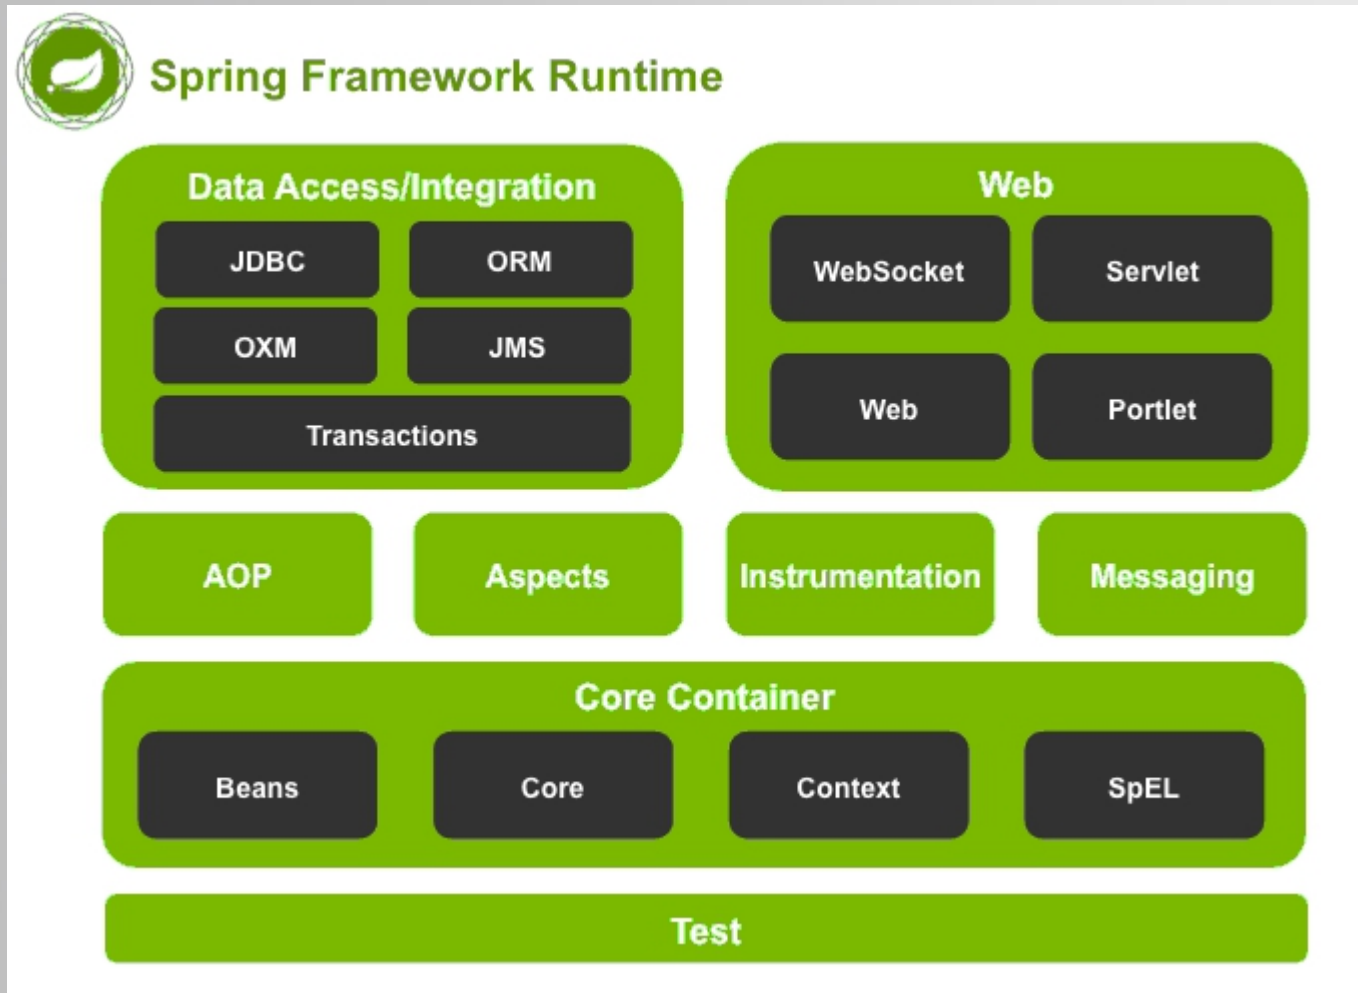 Spring Framework Runtime
Data Access/Integration
JDBC
ORM
OXM
JMS
Transactions
Web
WebSocket
Servlet
Web
Portlet
AOP
Aspects
Instrumentation
Messaging
Core Container
Beans
Core
Context
SpEL
Test